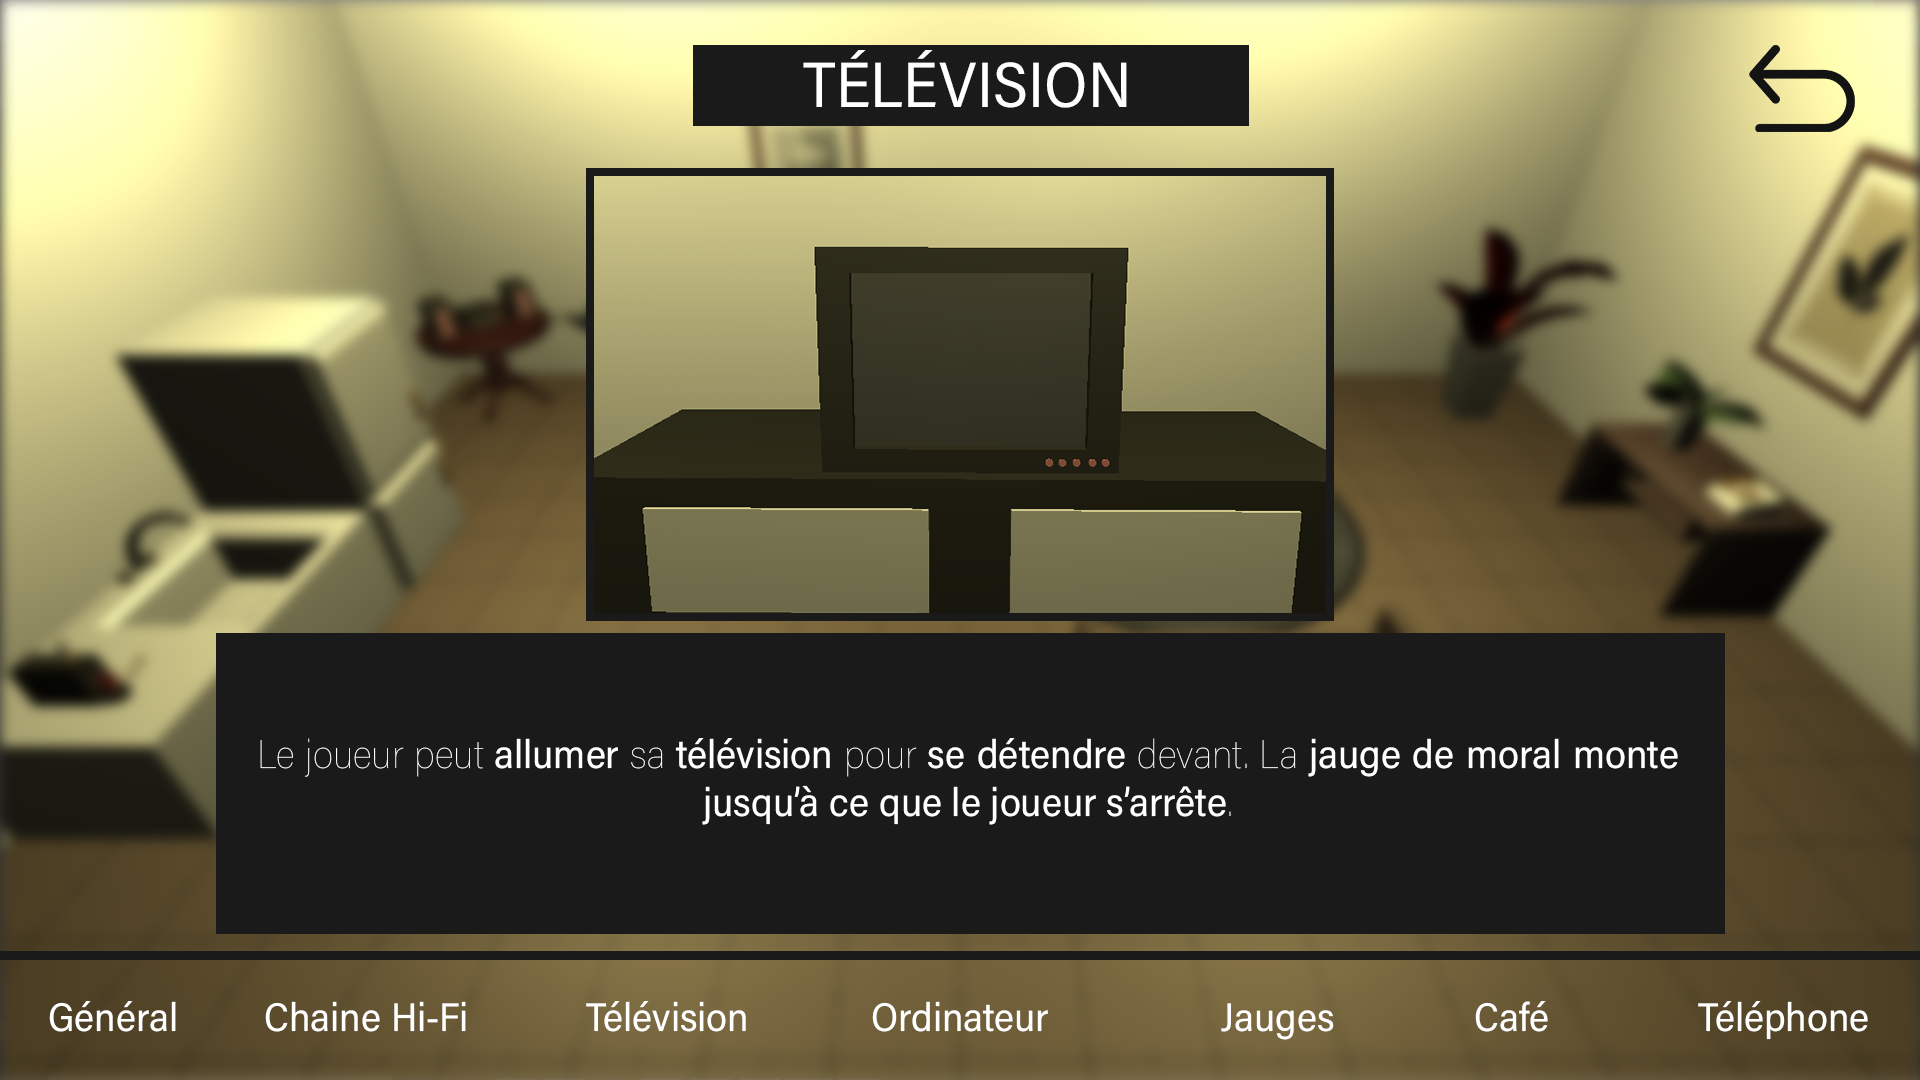 TÉLÉVISION
Le joueur peut allumer sa télévision pour se détendre devant. La jauge de moral monte
jusqu'à ce que le joueur s'arrête.
Général Chaine Hi-Fi Télévision Ordinateur Jauges Café Téléphone